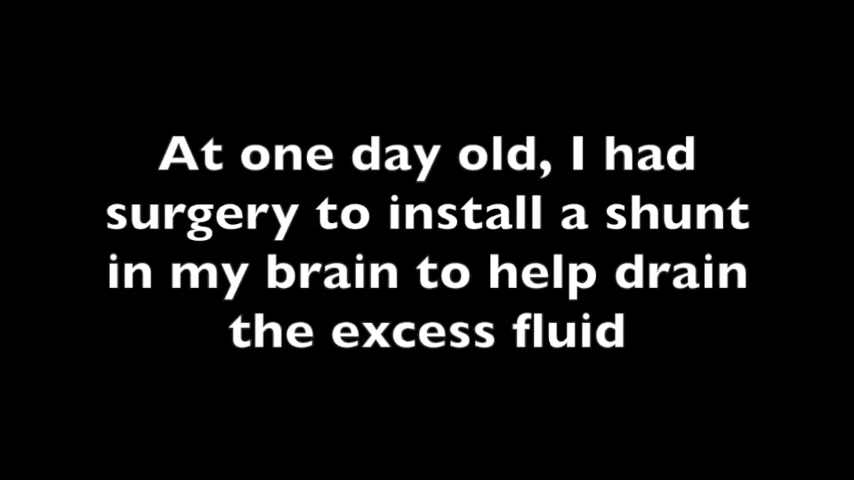 At one day old, I had
surgery to install a shunt
in my brain to help drain
the excess fluid